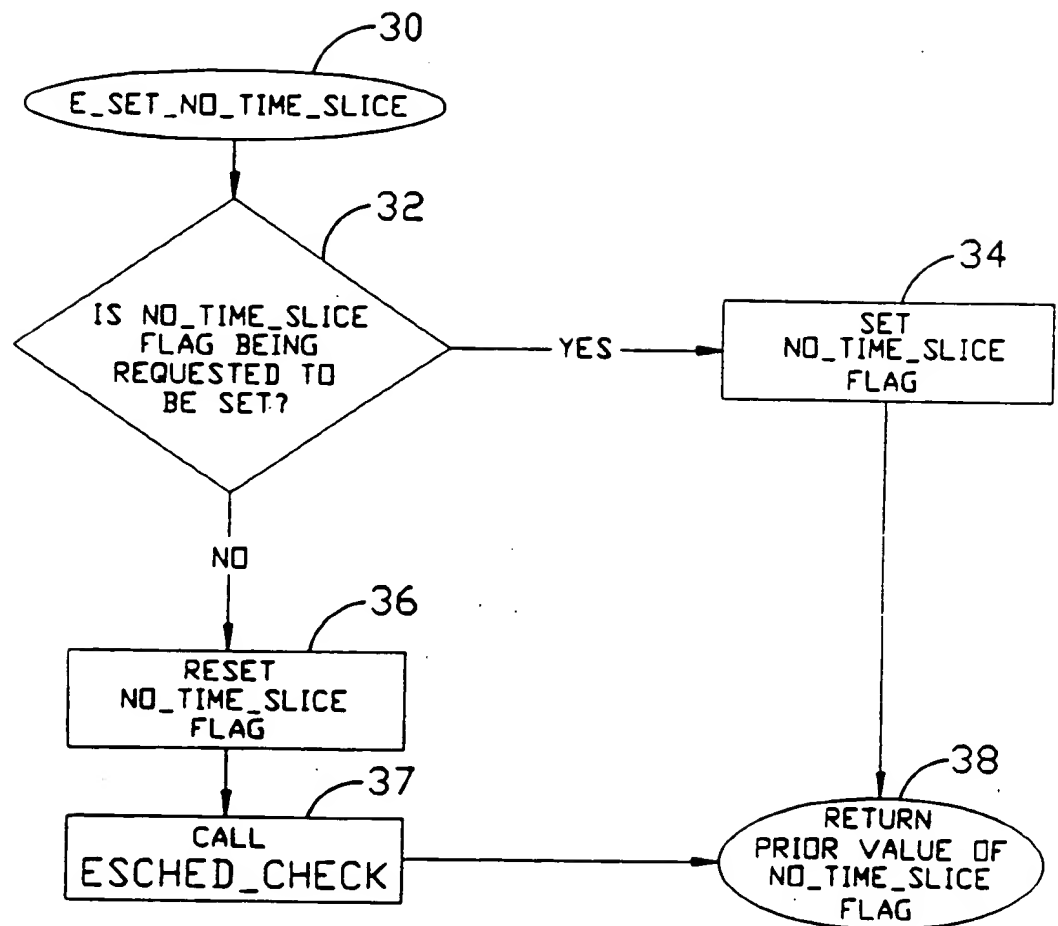 30
E_SET_NO_TIME_SLICE
32
IS NO_TIME_SLICE
FLAG BEING
REQUESTED TO
BE SET?
YES
34
SET
NO_TIME_SLICE
FLAG
NO
36
RESET
NO_TIME_SLICE
FLAG
37
CALL
ESCHED_CHECK
38
RETURN
PRIOR VALUE OF
NO_TIME_SLICE
FLAG